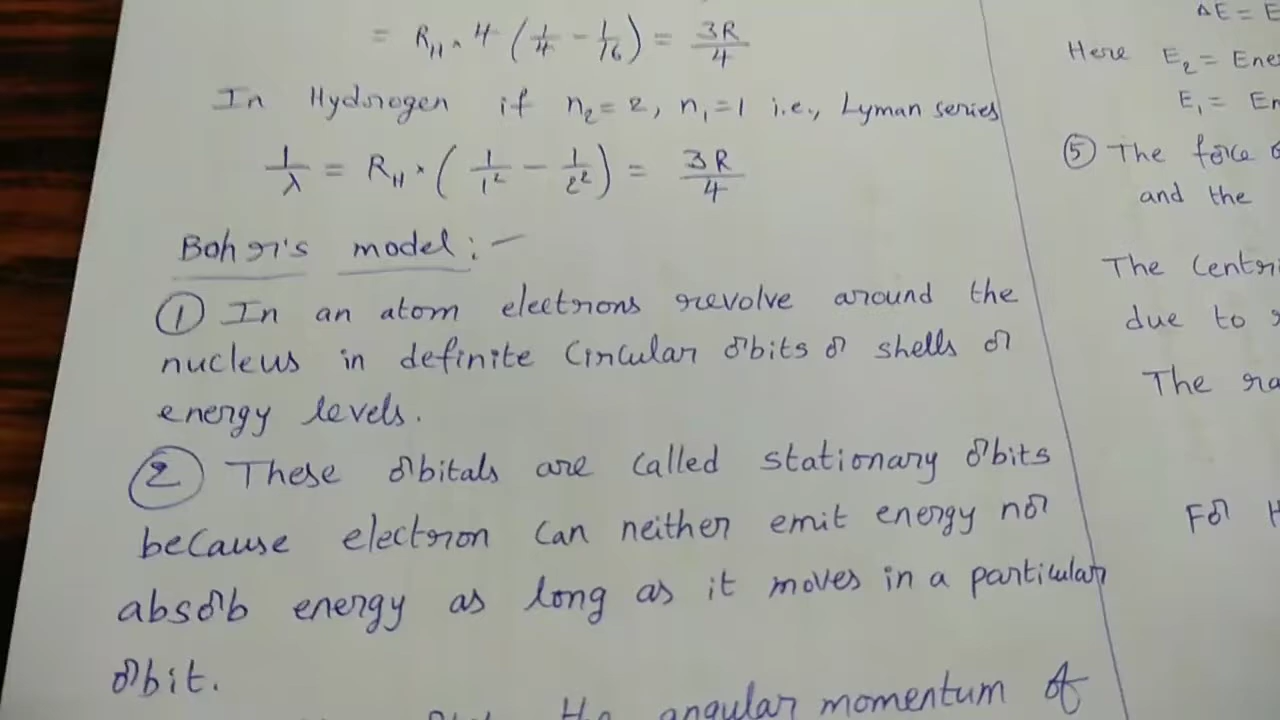 = R_H × 4 (1/4 - 1/16) = 3R/4
In Hydrogen if n₂ = 2, n₁ = 1 i.e., Lyman series
1/λ = R_H × (1/1² - 1/2²) = 3R/4
Bohr's model :-
① In an atom electrons revolve around the
nucleus in definite Circular orbits or shells or
energy levels.
② These orbitals are called stationary orbits
because electron can neither emit energy nor
absorb energy as long as it moves in a particular
orbit.
the angular momentum of
ΔE = E
Here E₂ = Ene
E₁ = En
⑤ The force
and the
The Centri
due to
The ra
For H